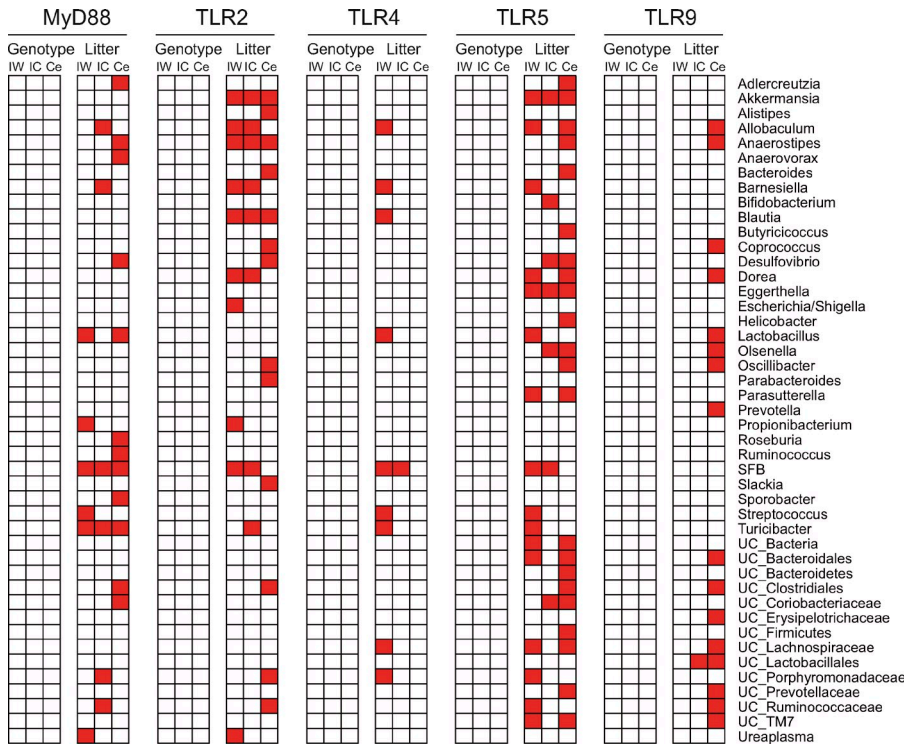 MyD88 TLR2 TLR4 TLR5 TLR9
Genotype Litter Genotype Litter Genotype Litter Genotype Litter Genotype Litter
IW IC Ce IW IC Ce IW IC Ce IW IC Ce IW IC Ce IW IC Ce IW IC Ce IW IC Ce IW IC Ce IW IC Ce
Adlercreutzia
Akkermansia
Alistipes
Allobaculum
Anaerostipes
Anaerovorax
Bacteroides
Barnesiella
Bifidobacterium
Blautia
Butyricicoccus
Coprococcus
Desulfovibrio
Dorea
Eggerthella
Escherichia/Shigella
Helicobacter
Lactobacillus
Olsenella
Oscillibacter
Parabacteroides
Parasutterella
Prevotella
Propionibacterium
Roseburia
Ruminococcus
SFB
Slackia
Sporobacter
Streptococcus
Turicibacter
UC_Bacteria
UC_Bacteroidales
UC_Bacteroidetes
UC_Clostridiales
UC_Coriobacteriaceae
UC_Erysipelotrichaceae
UC_Firmicutes
UC_Lachnospiraceae
UC_Lactobacillales
UC_Porphyromonadaceae
UC_Prevotellaceae
UC_Ruminococcaceae
UC_TM7
Ureaplasma